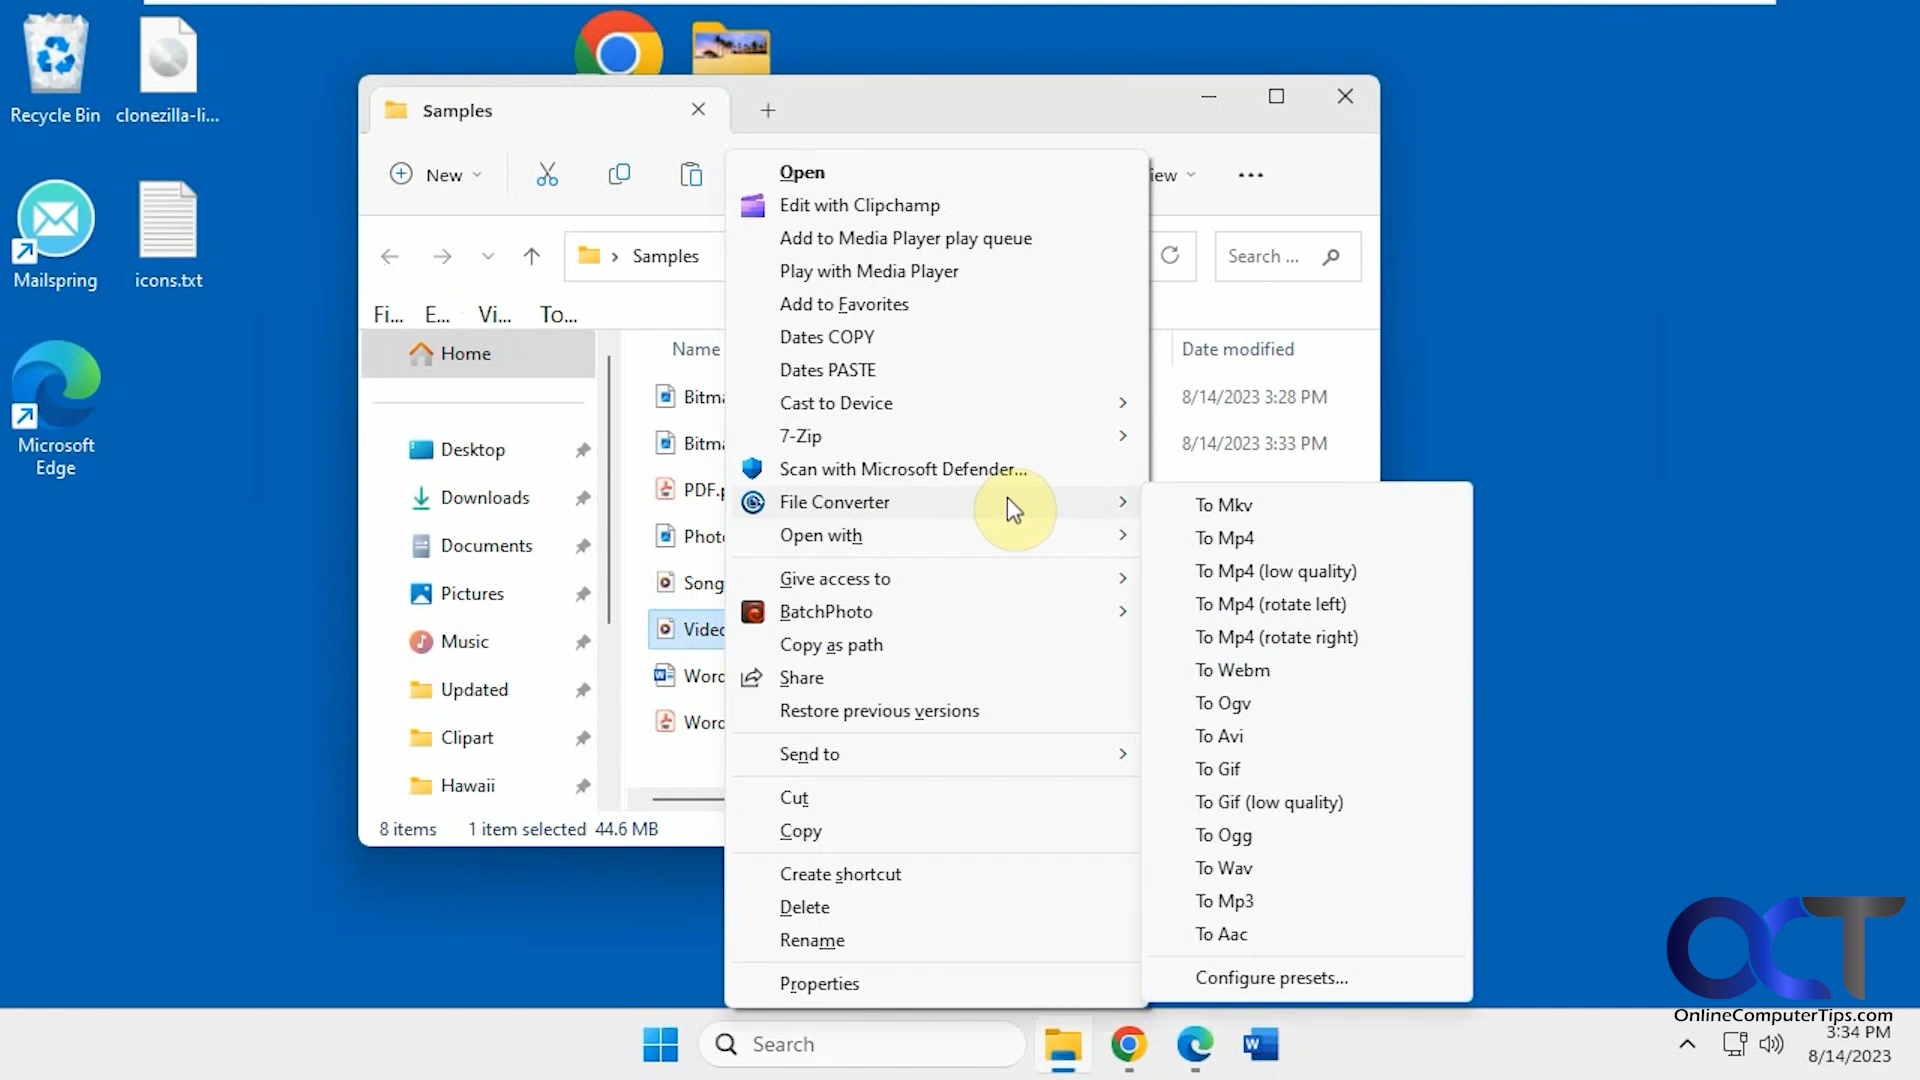 Recycle Bin
clonezilla-li...
Mailspring
icons.txt
Microsoft
Edge
Samples
New
iew
Samples
Search ...
Fi... E... Vi... To...
Home
Desktop
Downloads
Documents
Pictures
Music
Updated
Clipart
Hawaii
Name
Date modified
Bitma
8/14/2023 3:28 PM
Bitma
8/14/2023 3:33 PM
PDF.p
Photo
Song
Video
Word
Word
8 items 1 item selected 44.6 MB
Open
Edit with Clipchamp
Add to Media Player play queue
Play with Media Player
Add to Favorites
Dates COPY
Dates PASTE
Cast to Device
7-Zip
Scan with Microsoft Defender...
File Converter
Open with
Give access to
BatchPhoto
Copy as path
Share
Restore previous versions
Send to
Cut
Copy
Create shortcut
Delete
Rename
Properties
To Mkv
To Mp4
To Mp4 (low quality)
To Mp4 (rotate left)
To Mp4 (rotate right)
To Webm
To Ogv
To Avi
To Gif
To Gif (low quality)
To Ogg
To Wav
To Mp3
To Aac
Configure presets...
OCT
OnlineComputerTips.com
Search
3:34 PM
8/14/2023